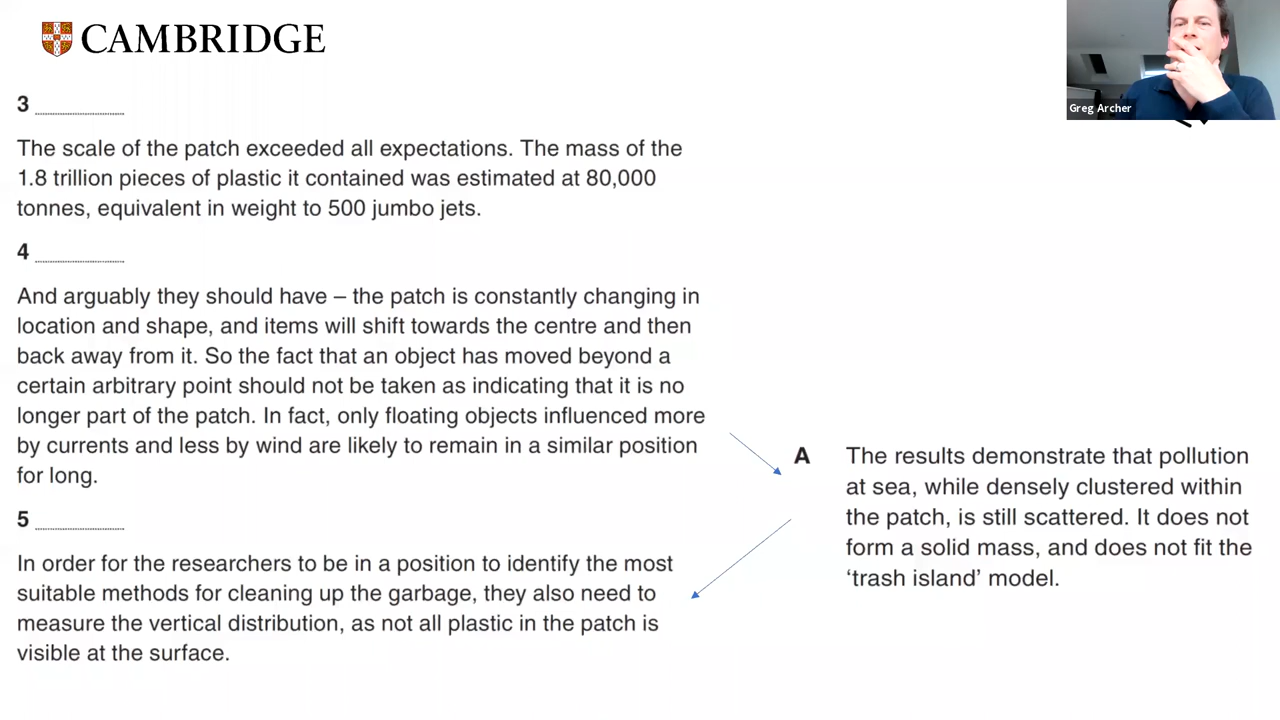 CAMBRIDGE
Greg Archer
3
The scale of the patch exceeded all expectations. The mass of the
1.8 trillion pieces of plastic it contained was estimated at 80,000
tonnes, equivalent in weight to 500 jumbo jets.
4
And arguably they should have – the patch is constantly changing in
location and shape, and items will shift towards the centre and then
back away from it. So the fact that an object has moved beyond a
certain arbitrary point should not be taken as indicating that it is no
longer part of the patch. In fact, only floating objects influenced more
by currents and less by wind are likely to remain in a similar position
for long.
5
In order for the researchers to be in a position to identify the most
suitable methods for cleaning up the garbage, they also need to
measure the vertical distribution, as not all plastic in the patch is
visible at the surface.
A The results demonstrate that pollution
at sea, while densely clustered within
the patch, is still scattered. It does not
form a solid mass, and does not fit the
‘trash island’ model.